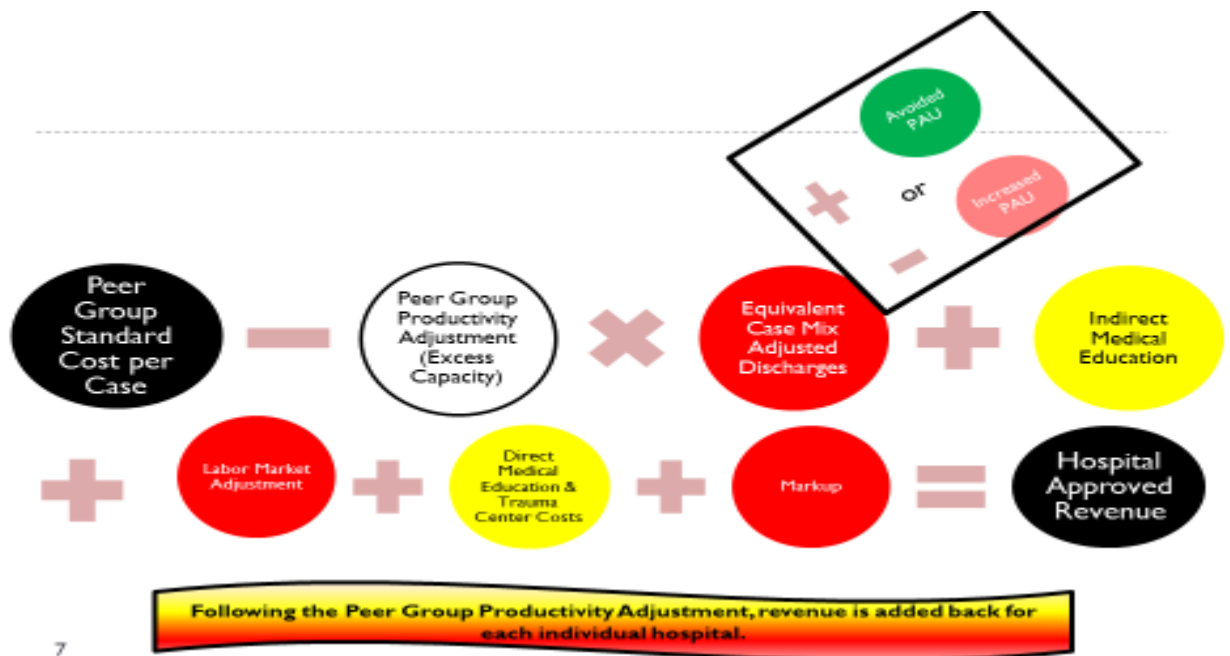 Avoided
PAU
or
Increased
PAU
Peer
Group
Standard
Cost per
Case
Peer Group
Productivity
Adjustment
(Excess
Capacity)
Equivalent
Case Mix
Adjusted
Discharges
Indirect
Medical
Education
Labor Market
Adjustment
Direct
Medical
Education &
Trauma
Center Costs
Markup
Hospital
Approved
Revenue
Following the Peer Group Productivity Adjustment, revenue is added back for
each individual hospital.
7